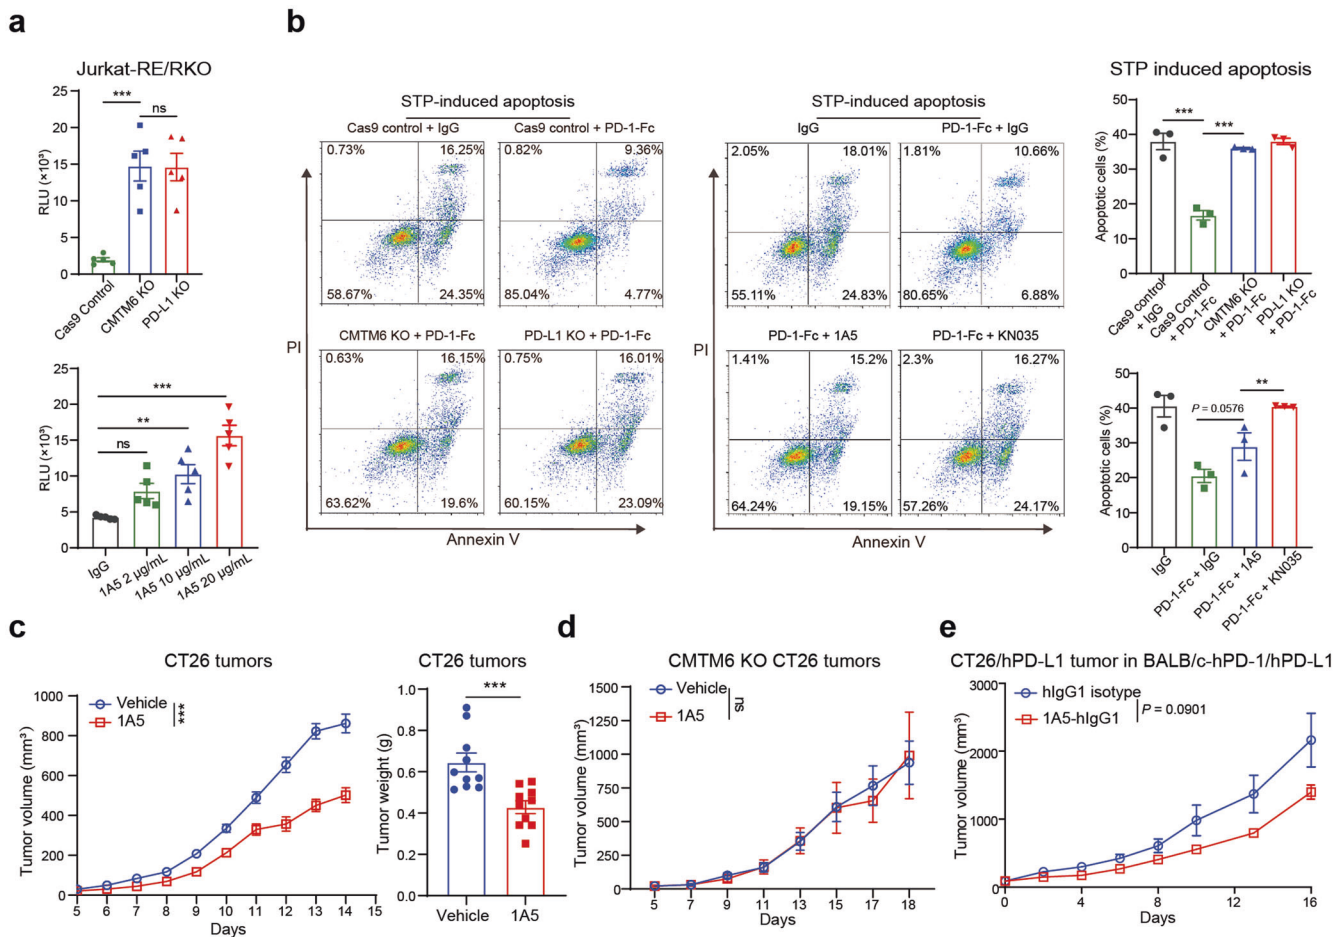 a
Jurkat-RE/RKO
25
20
15
10
5
0
RLU (×10³)
***
ns
Cas9 Control
CMTM6 KO
PD-L1 KO
25
20
15
10
5
0
RLU (×10³)
***
**
ns
IgG
1A5 2 µg/mL
1A5 10 µg/mL
1A5 20 µg/mL
b
STP-induced apoptosis
Cas9 control + IgG
Cas9 control + PD-1-Fc
0.73%
16.25%
58.67%
24.35%
0.82%
9.36%
85.04%
4.77%
CMTM6 KO + PD-1-Fc
PD-L1 KO + PD-1-Fc
0.63%
16.15%
63.62%
19.6%
0.75%
16.01%
60.15%
23.09%
PI
Annexin V
STP-induced apoptosis
IgG
PD-1-Fc + IgG
2.05%
18.01%
55.11%
24.83%
1.81%
10.66%
80.65%
6.88%
PD-1-Fc + 1A5
PD-1-Fc + KN035
1.41%
15.2%
64.24%
19.15%
2.3%
16.27%
57.26%
24.17%
PI
Annexin V
STP induced apoptosis
40
30
20
10
0
Apoptotic cells (%)
***
***
Cas9 control
+ IgG
Cas9 Control
+ PD-1-Fc
CMTM6 KO
+ PD-1-Fc
PD-L1 KO
+ PD-1-Fc
50
40
30
20
10
0
Apoptotic cells (%)
P = 0.0576
**
IgG
PD-1-Fc + IgG
PD-1-Fc + 1A5
PD-1-Fc + KN035
c
CT26 tumors
1000
800
600
400
200
0
Tumor volume (mm³)
Vehicle
1A5
***
5 6 7 8 9 10 11 12 13 14 15
Days
CT26 tumors
1.0
0.8
0.6
0.4
0.2
0.0
Tumor weight (g)
***
Vehicle
1A5
d
CMTM6 KO CT26 tumors
1500
1250
1000
750
500
250
0
Tumor volume (mm³)
Vehicle
1A5
ns
5 7 9 11 13 15 17 18
Days
e
CT26/hPD-L1 tumor in BALB/c-hPD-1/hPD-L1
3000
2000
1000
0
Tumor volume (mm³)
hIgG1 isotype
1A5-hIgG1
P = 0.0901
0 4 8 12 16
Days